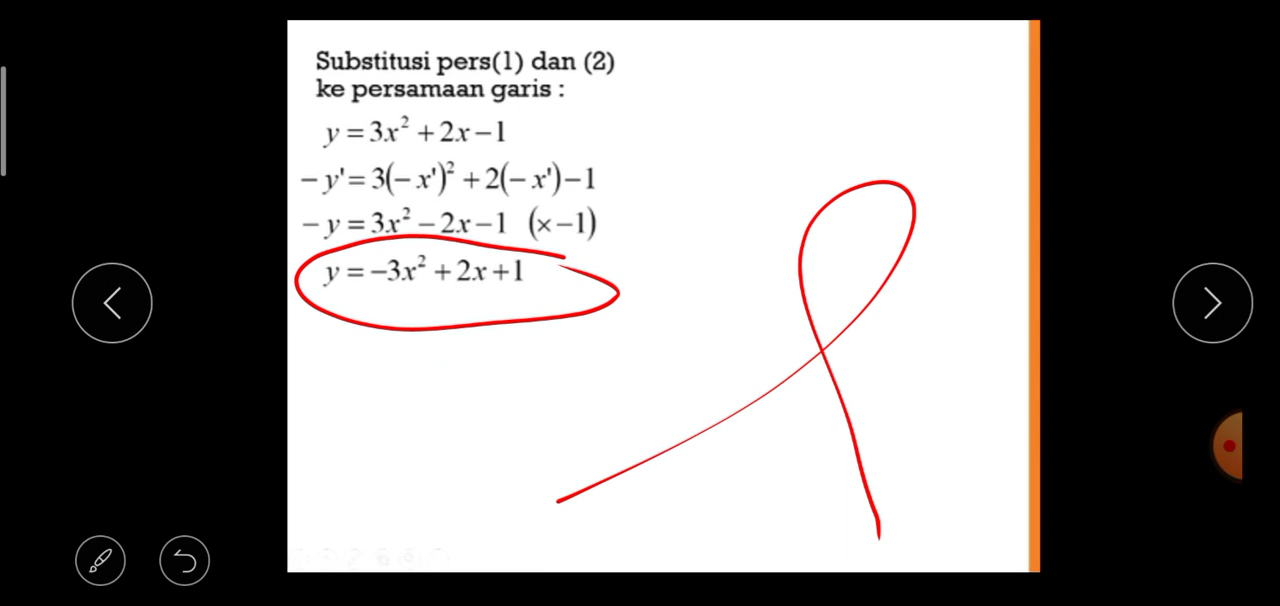 Substitusi pers(1) dan (2)
ke persamaan garis :
y = 3x² + 2x − 1
− y' = 3(− x')² + 2(− x') − 1
− y = 3x² − 2x − 1 (× −1)
y = −3x² + 2x + 1